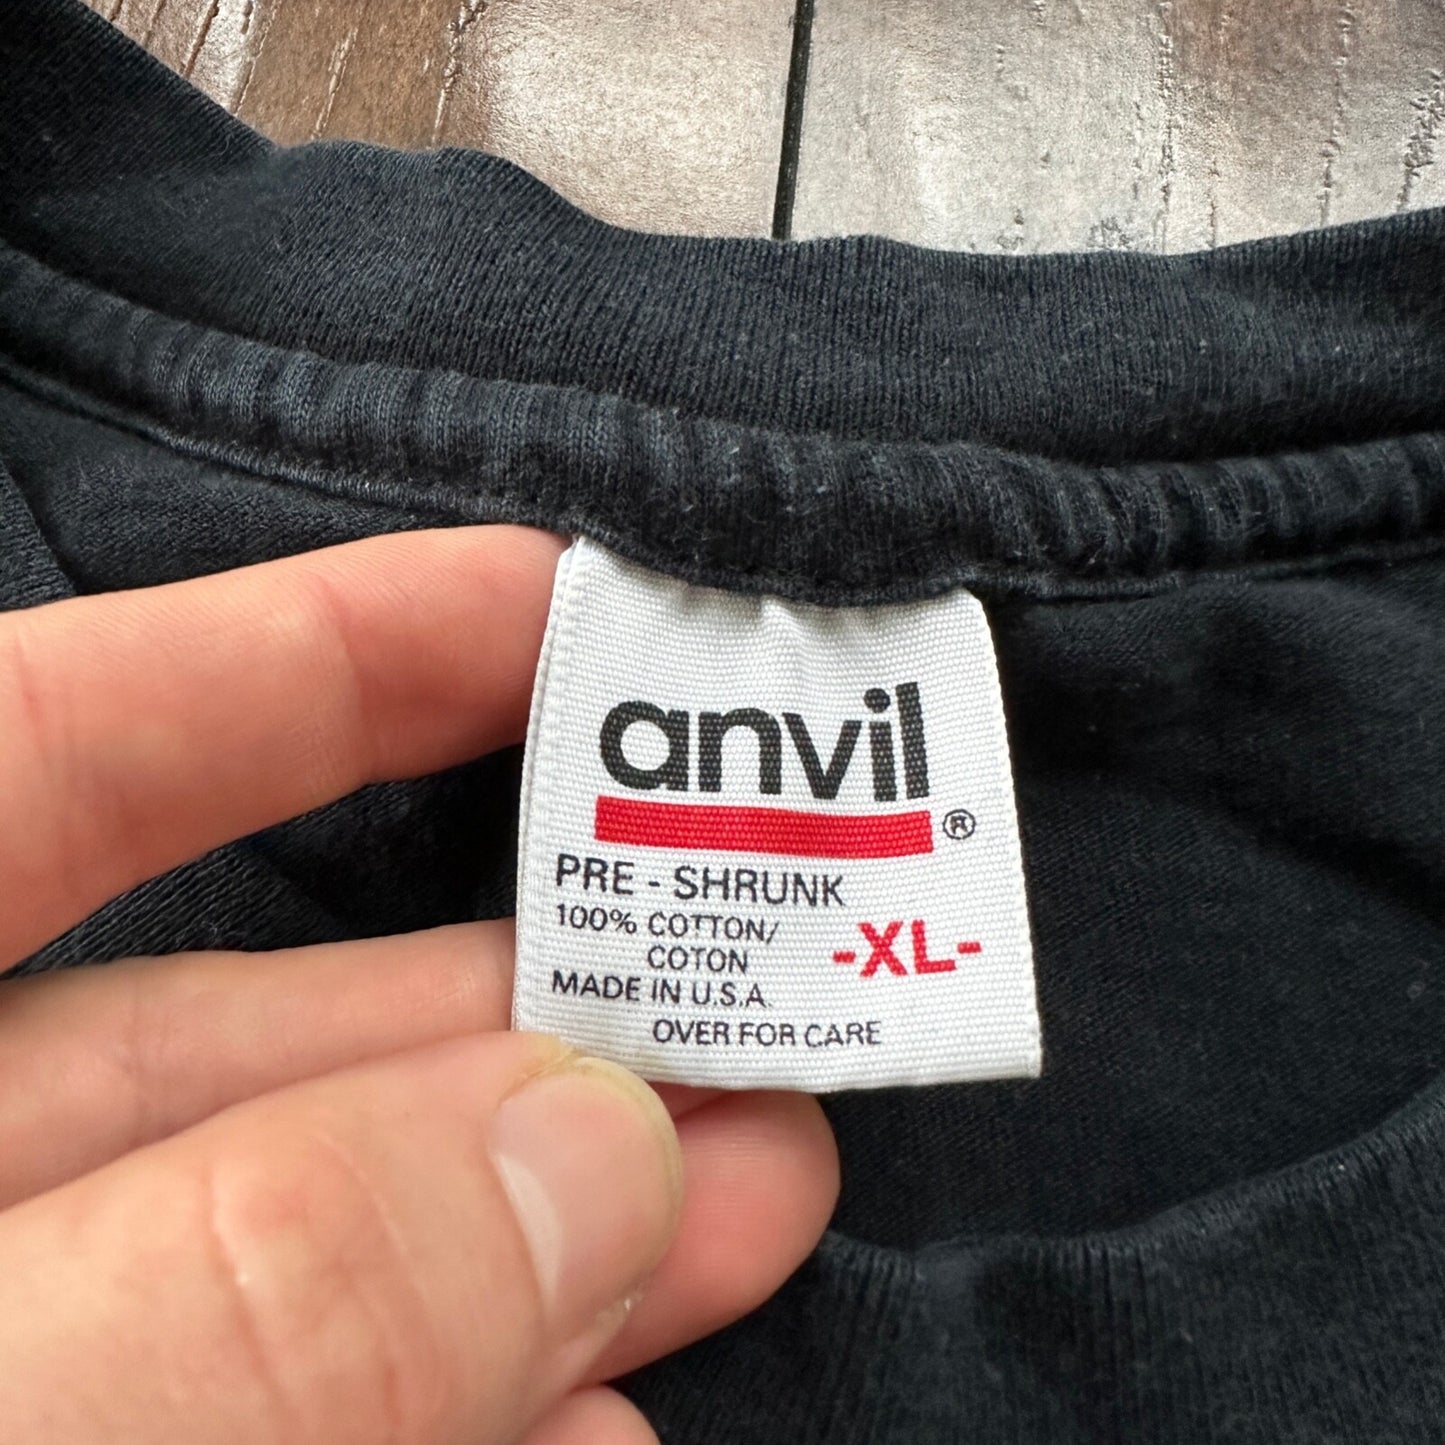 anvil®
PRE - SHRUNK
100% COTTON/
COTON
-XL-
MADE IN U.S.A.
OVER FOR CARE